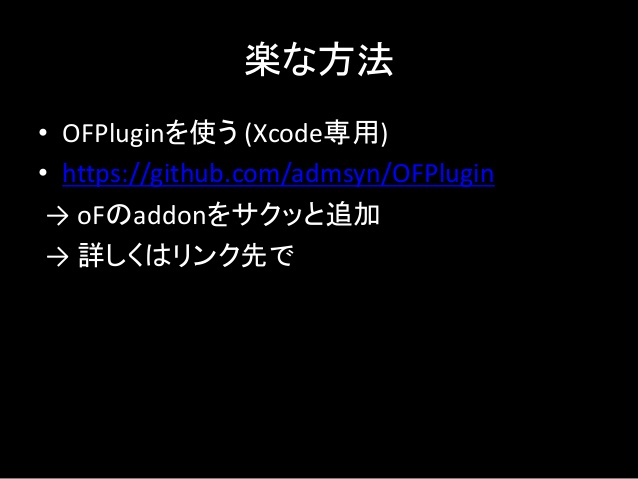 楽な方法
• OFPluginを使う (Xcode専用)
• https://github.com/admsyn/OFPlugin
→ oFのaddonをサクッと追加
→ 詳しくはリンク先で